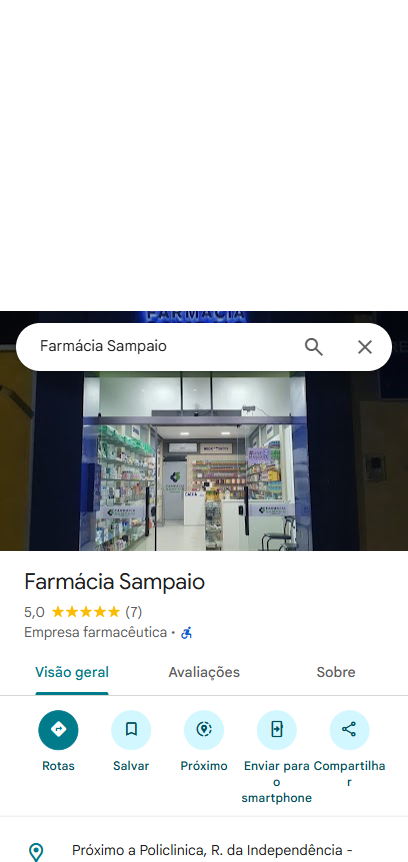 FARMACIA
Farmácia Sampaio
Farmácia Sampaio
5,0 (7)
Empresa farmacêutica •
Visão geral Avaliações Sobre
Rotas Salvar Próximo Enviar para o smartphone Compartilhar
Próximo a Policlinica, R. da Independência -